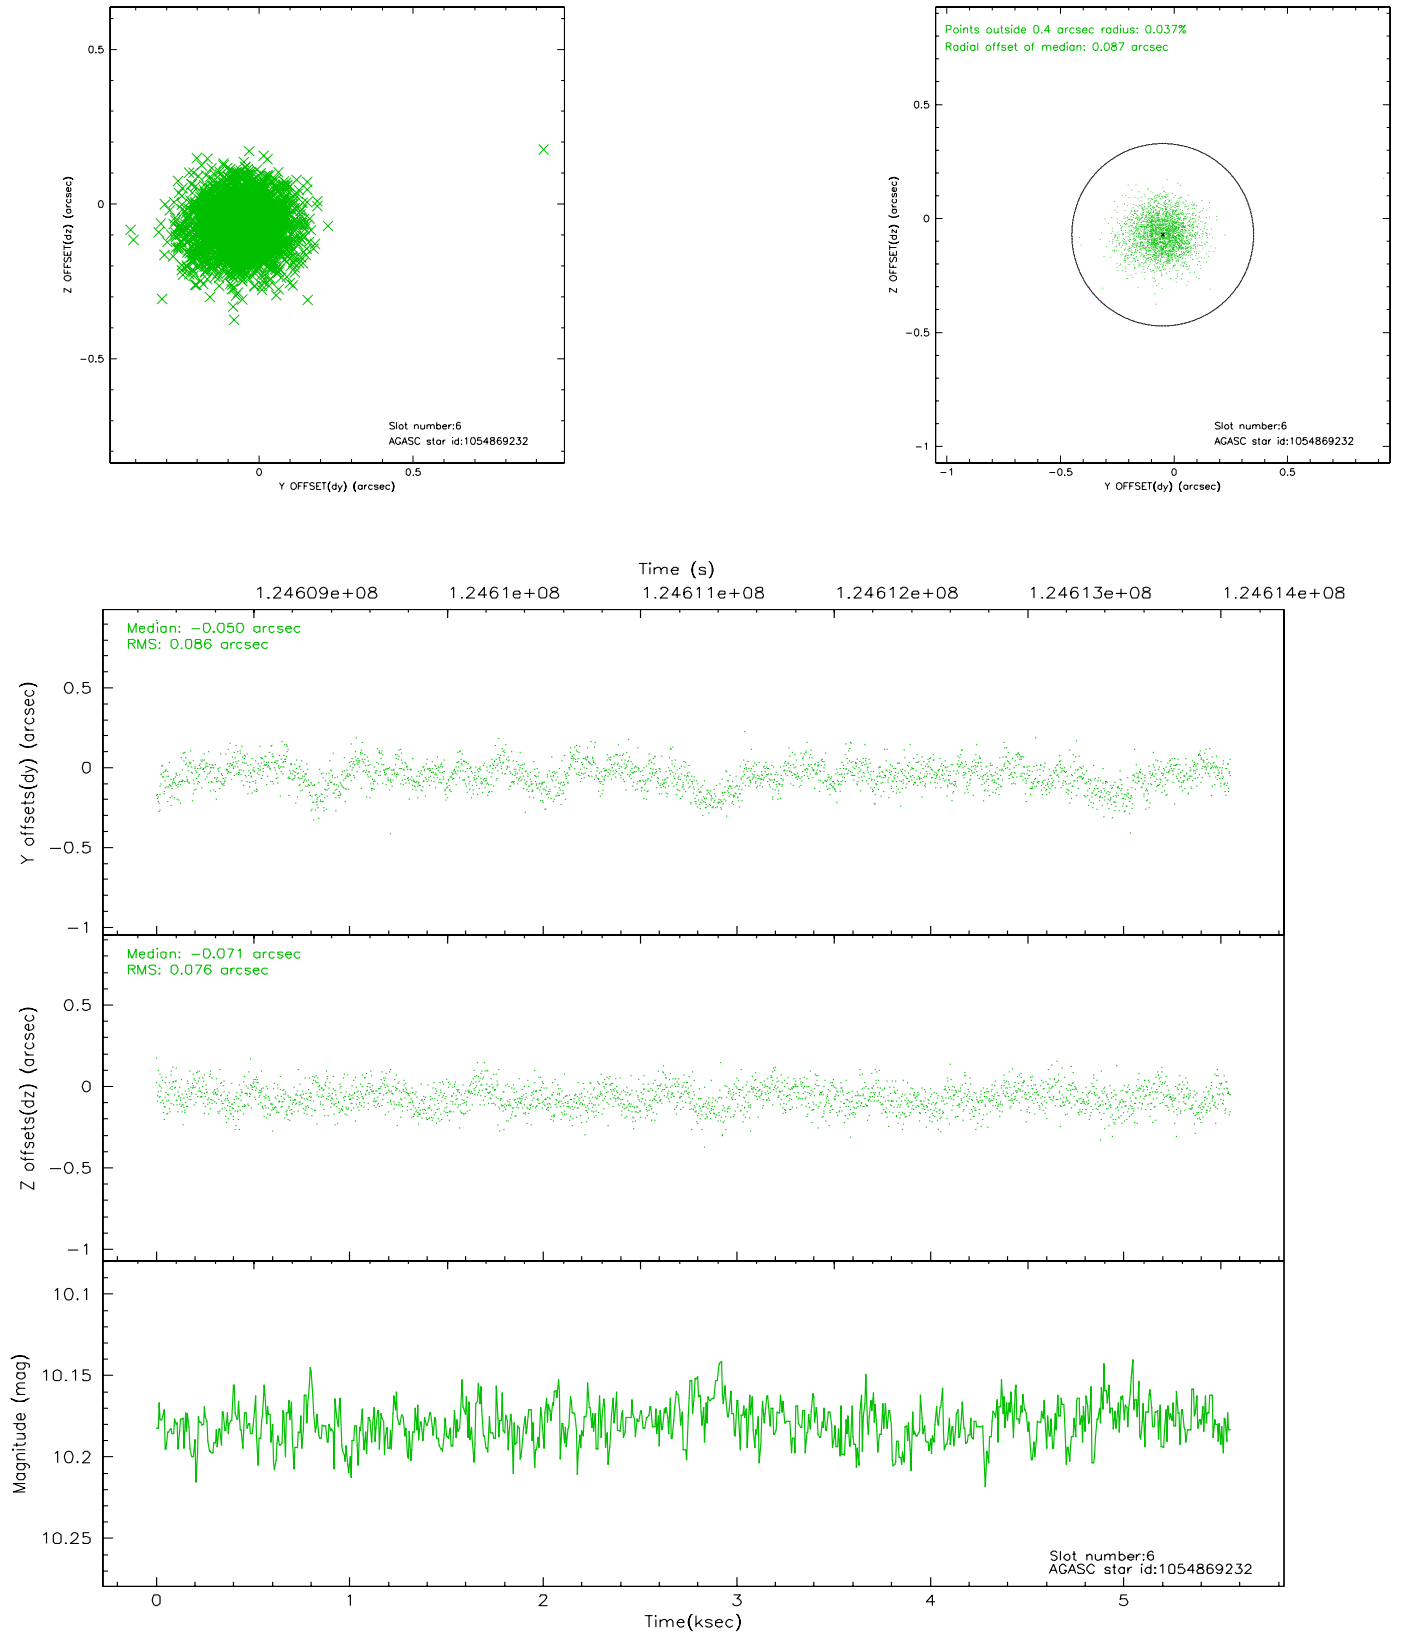 0.5
0
−0.5
Z OFFSET(dz) (arcsec)
Slot number:6
AGASC star id:1054869232
0
0.5
Y OFFSET(dy) (arcsec)
Points outside 0.4 arcsec radius: 0.037%
Radial offset of median: 0.087 arcsec
0.5
0
−0.5
−1
Z OFFSET(dz) (arcsec)
Slot number:6
AGASC star id:1054869232
−1
−0.5
0
0.5
Y OFFSET(dy) (arcsec)
Time (s)
1.24609e+08
1.2461e+08
1.24611e+08
1.24612e+08
1.24613e+08
1.24614e+08
Median: −0.050 arcsec
RMS: 0.086 arcsec
0.5
0
−0.5
−1
Y offsets(dy) (arcsec)
Median: −0.071 arcsec
RMS: 0.076 arcsec
0.5
0
−0.5
−1
Z offsets(dz) (arcsec)
10.1
10.15
10.2
10.25
Magnitude (mag)
Slot number:6
AGASC star id:1054869232
0
1
2
3
4
5
Time(ksec)